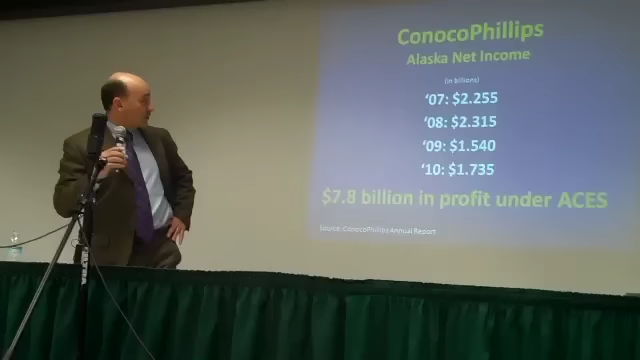 ConocoPhillips
Alaska Net Income
(in billions)
‘07: $2.255
‘08: $2.315
‘09: $1.540
‘10: $1.735
$7.8 billion in profit under ACES
Source: ConocoPhillips Annual Report